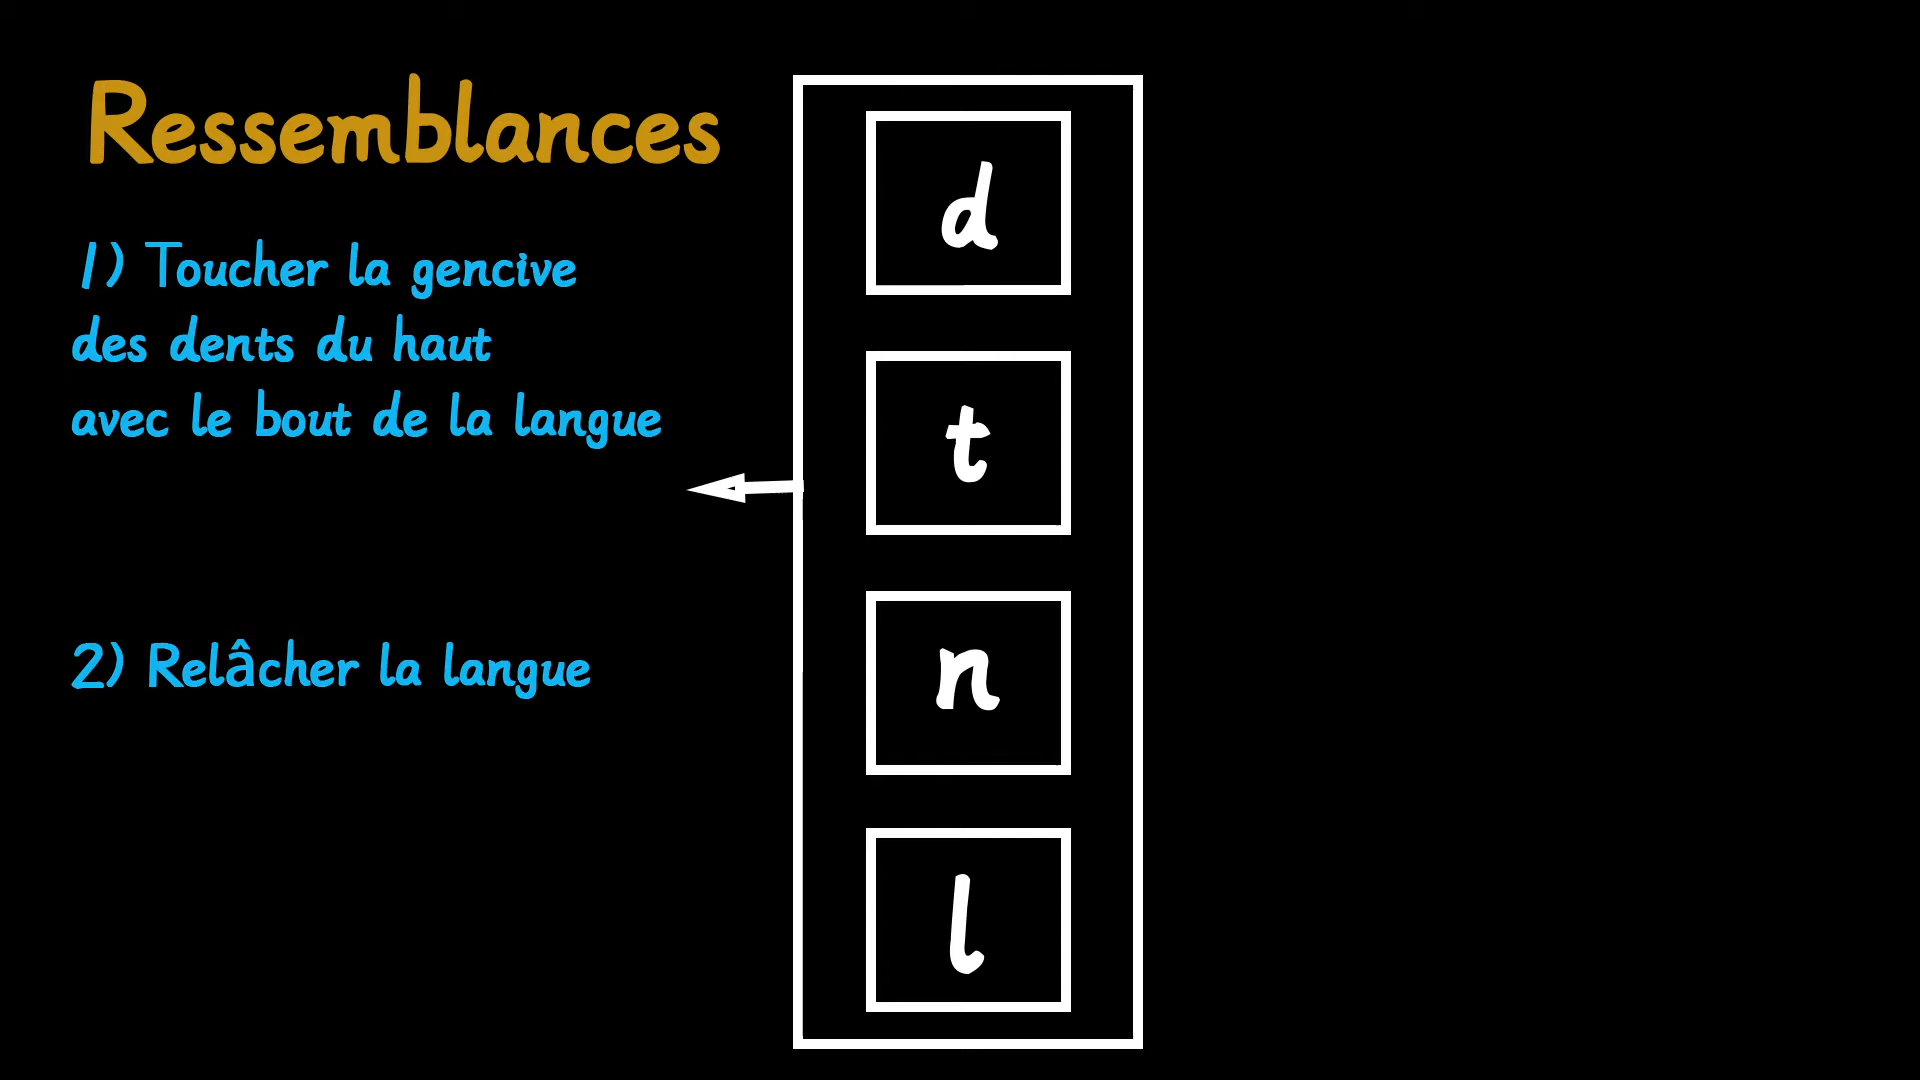 Ressemblances
1) Toucher la gencive
des dents du haut
avec le bout de la langue
2) Relâcher la langue
d
t
n
l